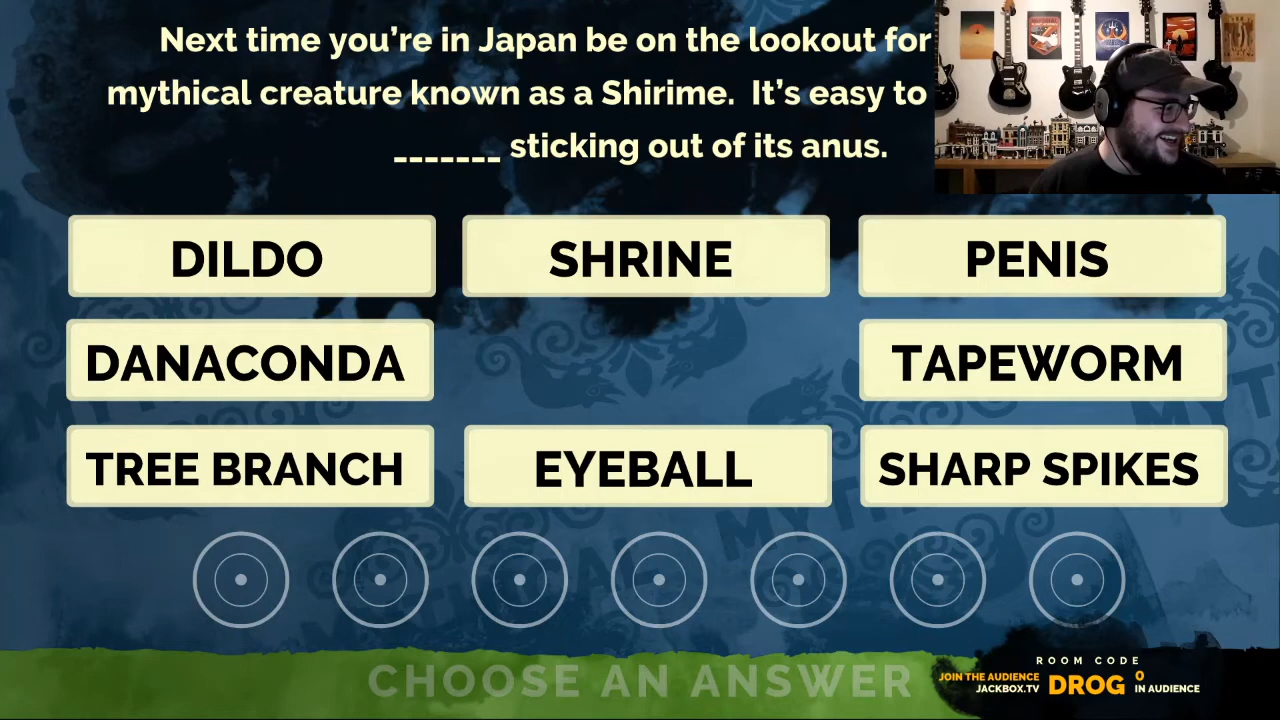 Next time you're in Japan be on the lookout for
mythical creature known as a Shirime. It's easy to
_______ sticking out of its anus.
DILDO
SHRINE
PENIS
DANACONDA
TAPEWORM
TREE BRANCH
EYEBALL
SHARP SPIKES
CHOOSE AN ANSWER
ROOM CODE
JOIN THE AUDIENCE
JACKBOX.TV
DROG
0
IN AUDIENCE